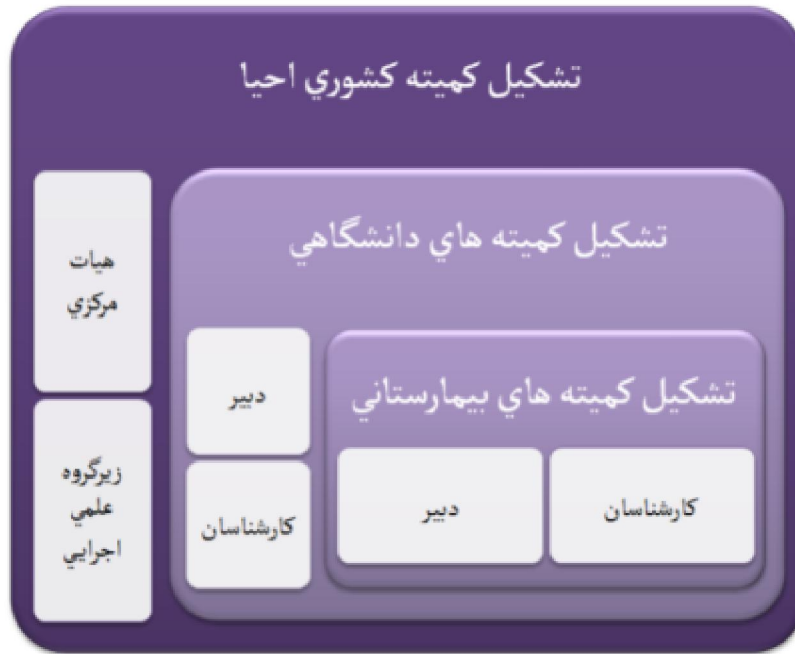 تشكيل كميته كشوري احيا
هيات
مركزي
زيرگروه
علمي
اجرايي
تشكيل كميته هاي دانشگاهي
دبير
كارشناسان
تشكيل كميته هاي بيمارستاني
دبير
كارشناسان